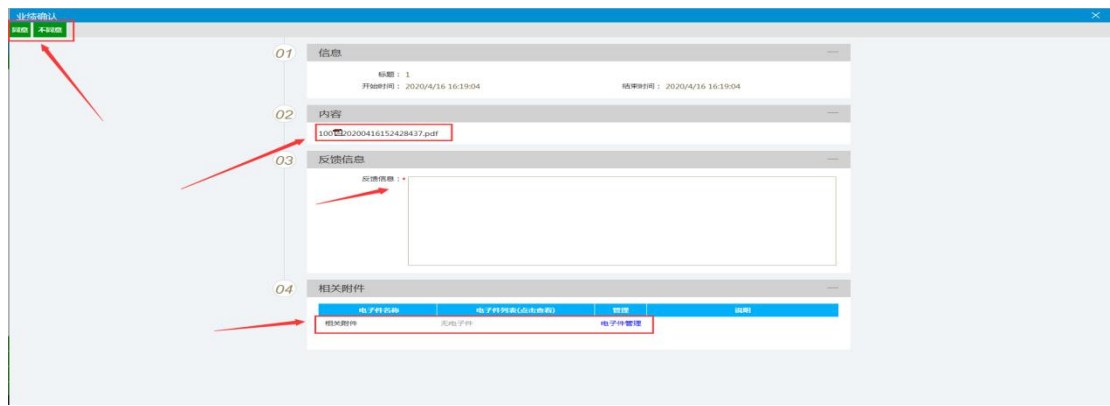 业绩确认
同意 不同意
01 信息
标题： 1
开始时间： 2020/4/16 16:19:04 结束时间： 2020/4/16 16:19:04
02 内容
20200416152428437.pdf
03 反馈信息
反馈信息：*
04 相关附件
电子件名称 电子件列表(点击查看) 管理 说明
相关附件 无电子件 电子件管理